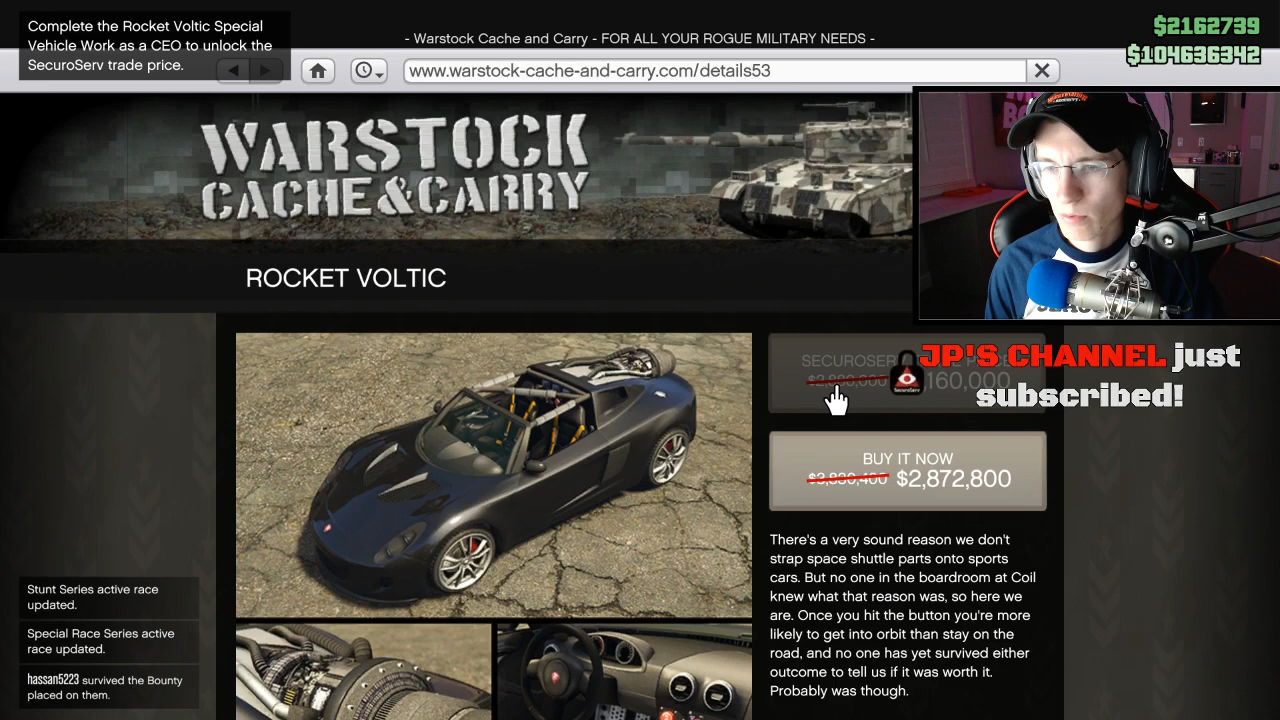 Complete the Rocket Voltic Special
Vehicle Work as a CEO to unlock the
SecuroServ trade price.
- Warstock Cache and Carry - FOR ALL YOUR ROGUE MILITARY NEEDS -
$2162739
$104636342
www.warstock-cache-and-carry.com/details53
WARSTOCK
CACHE & CARRY
ROCKET VOLTIC
JP'S CHANNEL just
subscribed!
BUY IT NOW
$3,830,400 $2,872,800
There's a very sound reason we don't
strap space shuttle parts onto sports
cars. But no one in the boardroom at Coil
knew what that reason was, so here we
are. Once you hit the button you're more
likely to get into orbit than stay on the
road, and no one has yet survived either
outcome to tell us if it was worth it.
Probably was though.
Stunt Series active race
updated.
Special Race Series active
race updated.
hassan5223 survived the Bounty
placed on them.